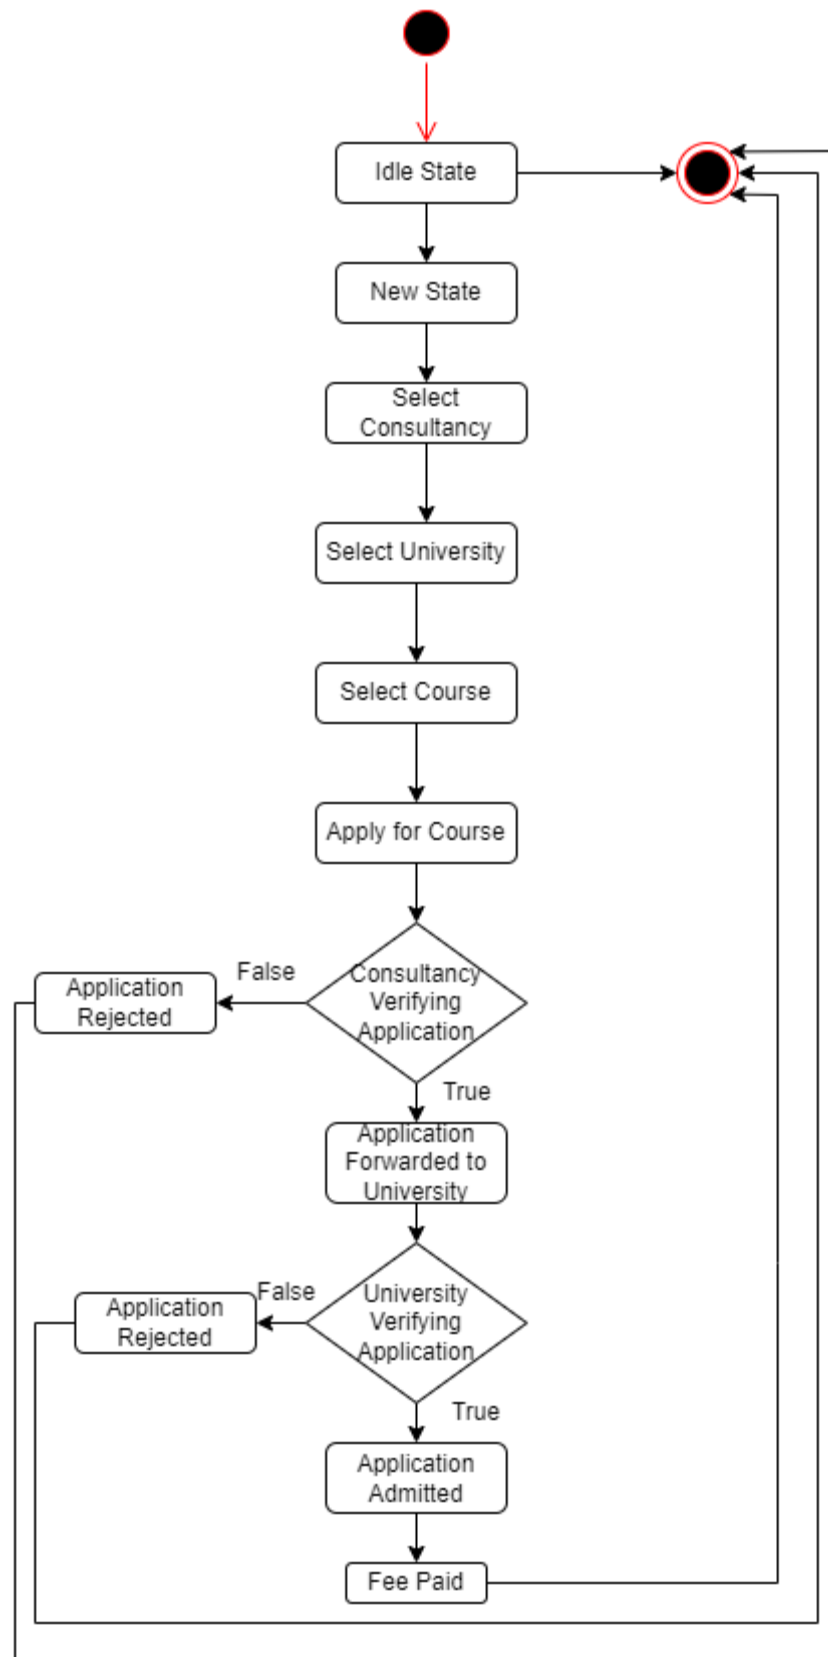 Idle State
New State
Select
Consultancy
Select University
Select Course
Apply for Course
Consultancy
Verifying
Application
False
Application
Rejected
True
Application
Forwarded to
University
University
Verifying
Application
False
Application
Rejected
True
Application
Admitted
Fee Paid